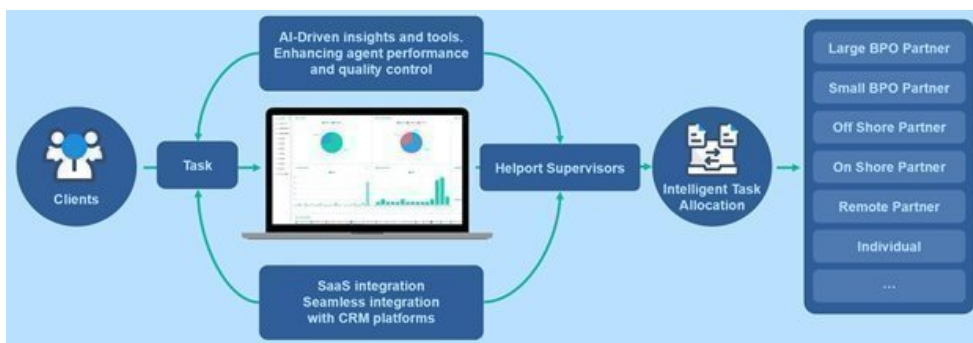 AI-Driven insights and tools.
Enhancing agent performance
and quality control
Clients
Task
Helport Supervisors
Intelligent Task
Allocation
SaaS integration
Seamless integration
with CRM platforms
Large BPO Partner
Small BPO Partner
Off Shore Partner
On Shore Partner
Remote Partner
Individual
...